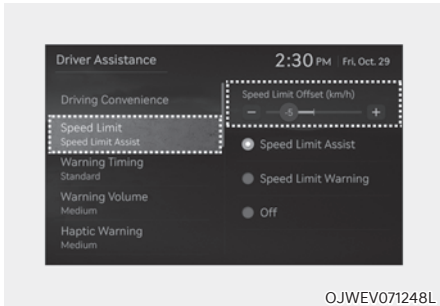 Driver Assistance
2:30 PM Fri, Oct. 29
Driving Convenience
Speed Limit
Speed Limit Assist
Warning Timing
Standard
Warning Volume
Medium
Haptic Warning
Medium
Speed Limit Offset (km/h)
− -5 +
Speed Limit Assist
Speed Limit Warning
Off
OJWEV071248L